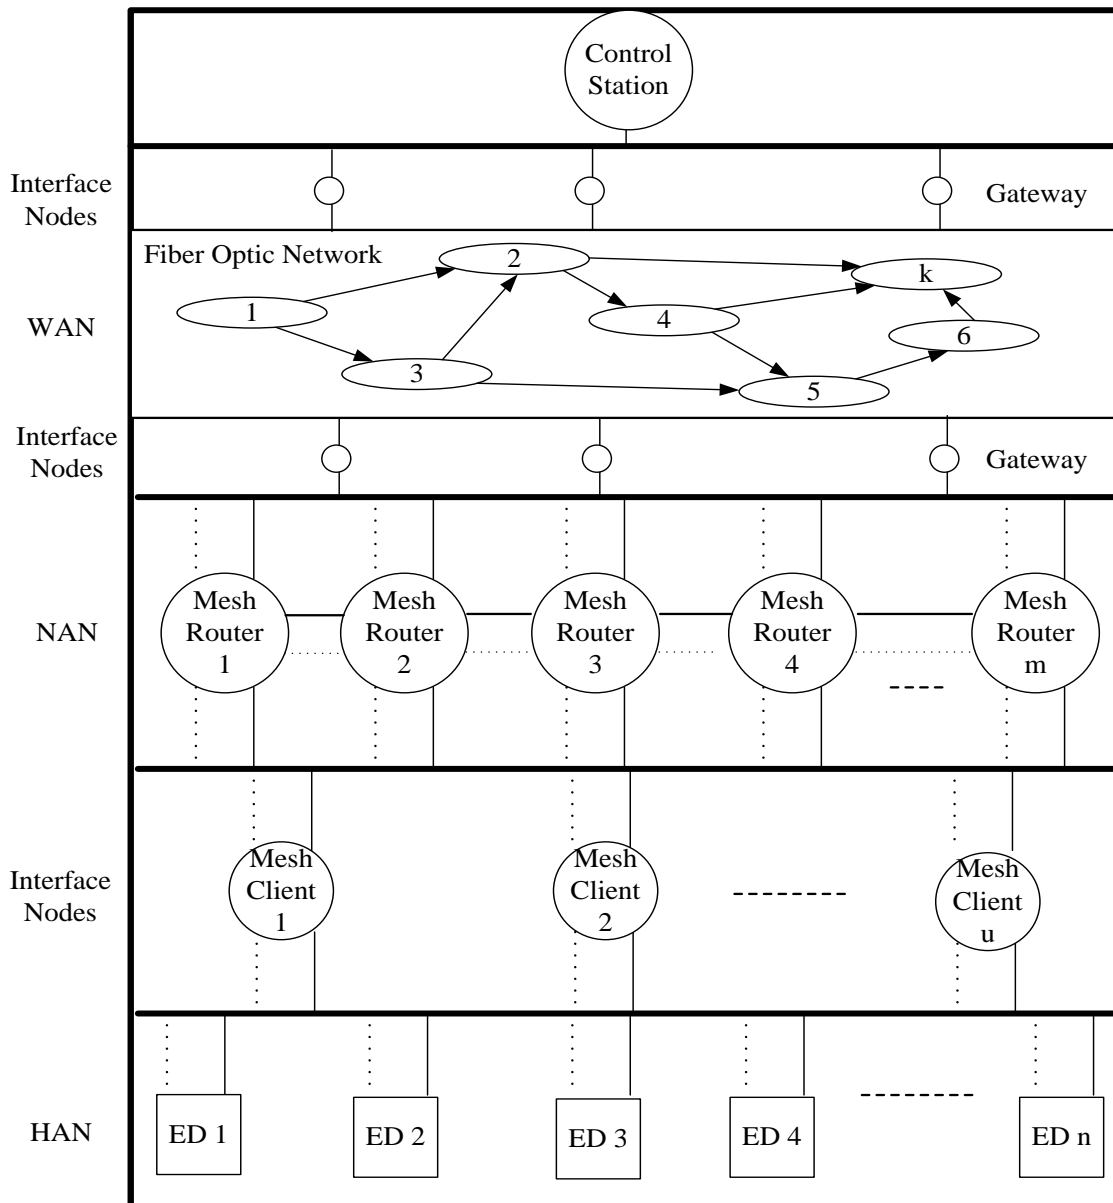 Control
Station
Interface
Nodes
Gateway
Fiber Optic Network
WAN
1
2
3
4
5
6
k
Interface
Nodes
Gateway
NAN
Mesh
Router
1
Mesh
Router
2
Mesh
Router
3
Mesh
Router
4
Mesh
Router
m
Interface
Nodes
Mesh
Client
1
Mesh
Client
2
Mesh
Client
u
HAN
ED 1
ED 2
ED 3
ED 4
ED n